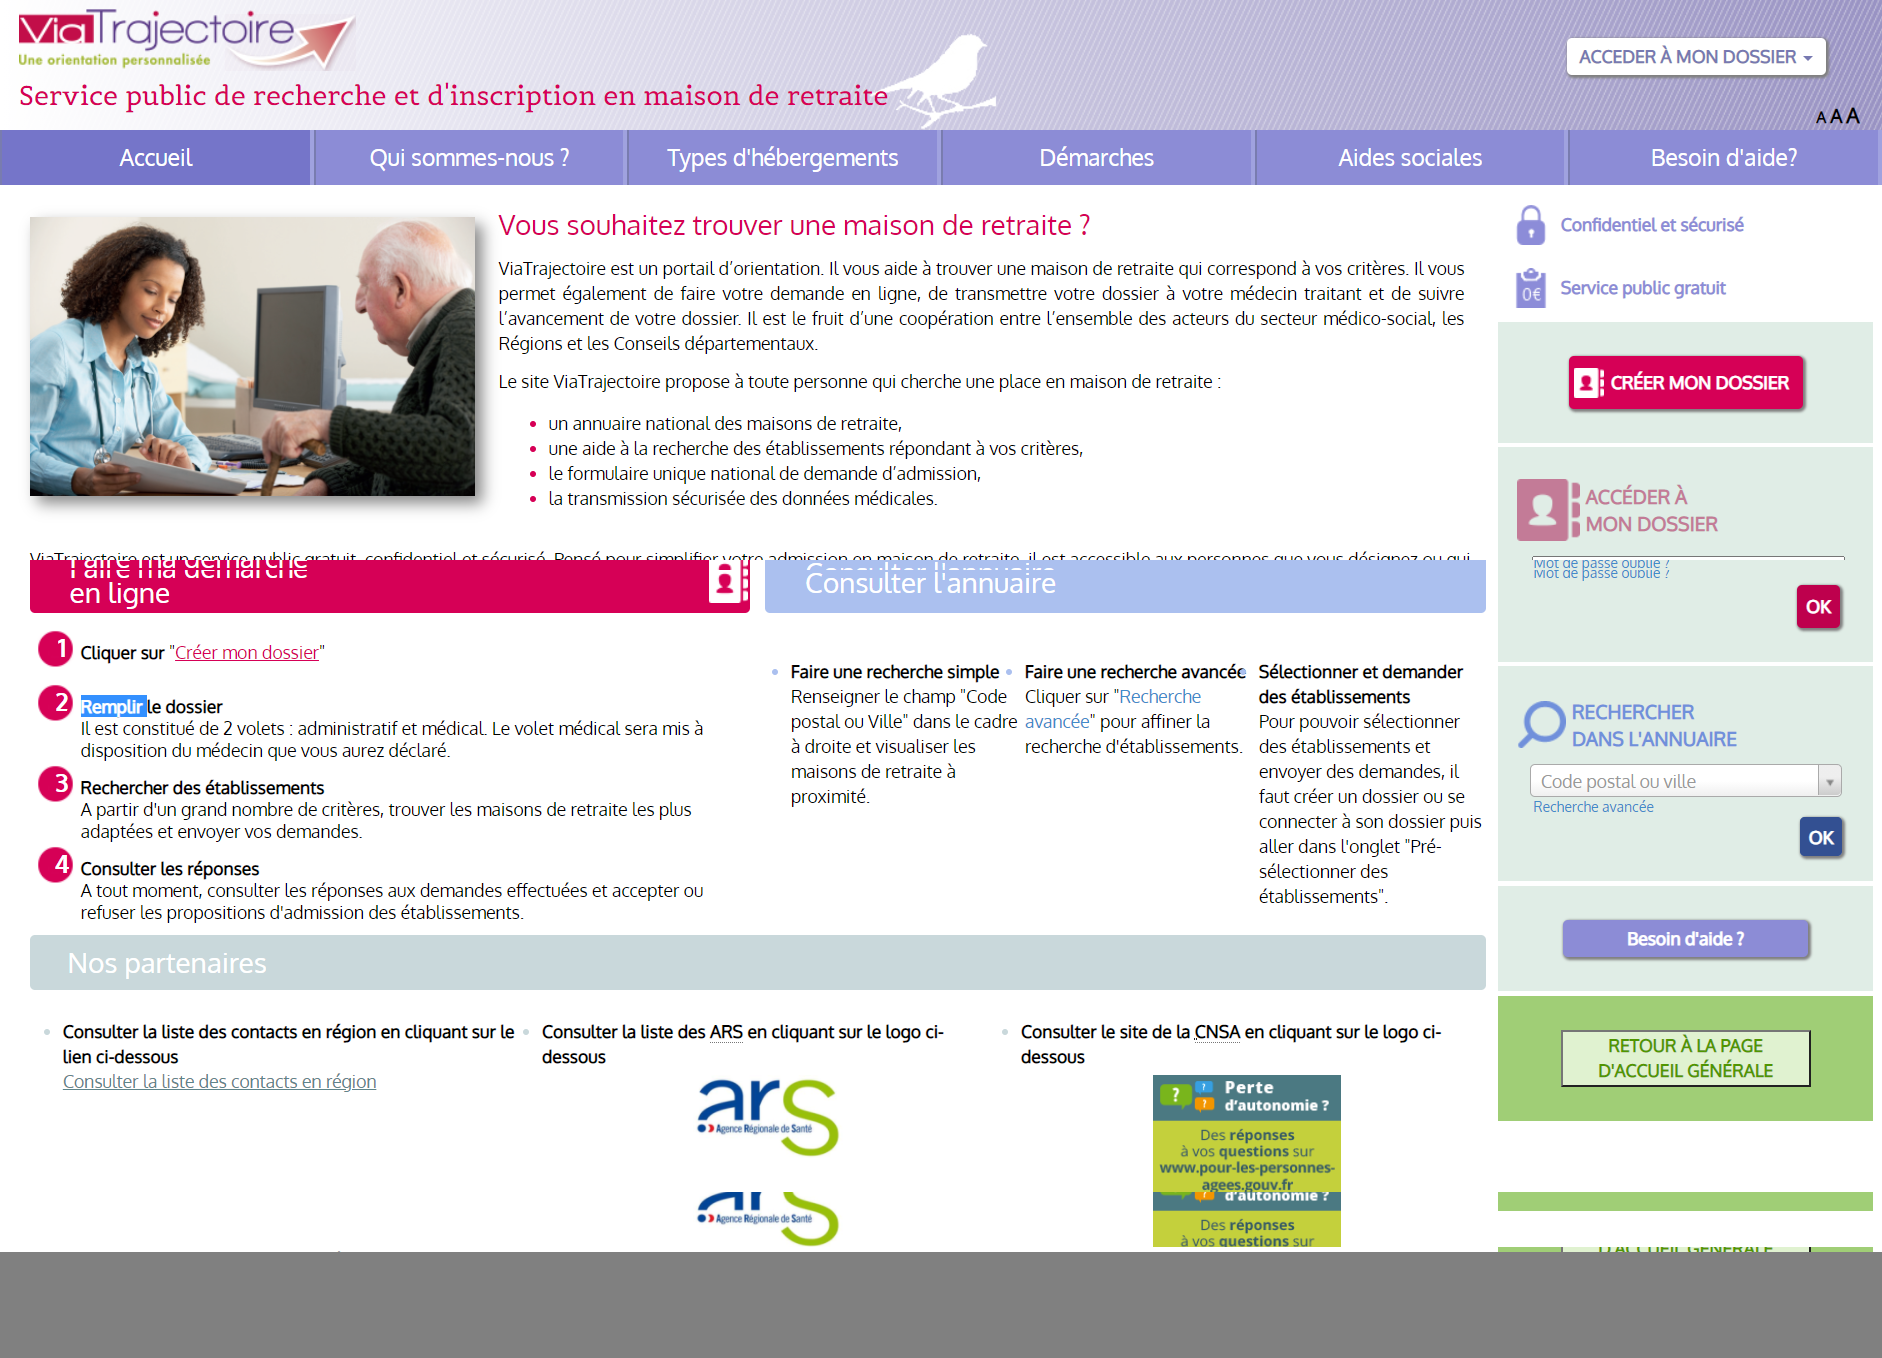 ViaTrajectoire
Une orientation personnalisée
Service public de recherche et d'inscription en maison de retraite
ACCEDER À MON DOSSIER
A A A
Accueil
Qui sommes-nous ?
Types d'hébergements
Démarches
Aides sociales
Besoin d'aide?
Vous souhaitez trouver une maison de retraite ?
ViaTrajectoire est un portail d’orientation. Il vous aide à trouver une maison de retraite qui correspond à vos critères. Il vous
permet également de faire votre demande en ligne, de transmettre votre dossier à votre médecin traitant et de suivre
l’avancement de votre dossier. Il est le fruit d’une coopération entre l’ensemble des acteurs du secteur médico-social, les
Régions et les Conseils départementaux.
Le site ViaTrajectoire propose à toute personne qui cherche une place en maison de retraite :
un annuaire national des maisons de retraite,
une aide à la recherche des établissements répondant à vos critères,
le formulaire unique national de demande d’admission,
la transmission sécurisée des données médicales.
ViaTrajectoire est un service public gratuit, confidentiel et sécurisé. Pensé pour simplifier votre admission en maison de retraite, il est accessible aux personnes que vous désignez ou qui
Faire ma démarche
en ligne
1 Cliquer sur "Créer mon dossier"
2 Remplir le dossier
Il est constitué de 2 volets : administratif et médical. Le volet médical sera mis à
disposition du médecin que vous aurez déclaré.
3 Rechercher des établissements
A partir d'un grand nombre de critères, trouver les maisons de retraite les plus
adaptées et envoyer vos demandes.
4 Consulter les réponses
A tout moment, consulter les réponses aux demandes effectuées et accepter ou
refuser les propositions d'admission des établissements.
Consulter l'annuaire
Consulter l'annuaire
Faire une recherche simple
Renseigner le champ "Code
postal ou Ville" dans le cadre
à droite et visualiser les
maisons de retraite à
proximité.
Faire une recherche avancée
Cliquer sur "Recherche
avancée" pour affiner la
recherche d'établissements.
Sélectionner et demander
des établissements
Pour pouvoir sélectionner
des établissements et
envoyer des demandes, il
faut créer un dossier ou se
connecter à son dossier puis
aller dans l'onglet "Pré-
sélectionner des
établissements".
Nos partenaires
Consulter la liste des contacts en région en cliquant sur le
lien ci-dessous
Consulter la liste des contacts en région
Consulter la liste des ARS en cliquant sur le logo ci-
dessous
ars
Agence Régionale de Santé
Agence Régionale de Santé
Consulter le site de la CNSA en cliquant sur le logo ci-
dessous
? ? ?
Perte
d’autonomie ?
Des réponses
à vos questions sur
www.pour-les-personnes-
agees.gouv.fr
d’autonomie ?
Des réponses
à vos questions sur
Confidentiel et sécurisé
0€
Service public gratuit
CRÉER MON DOSSIER
ACCÉDER À
MON DOSSIER
Mot de passe oublié ?
Mot de passe oublié ?
OK
RECHERCHER
DANS L'ANNUAIRE
Code postal ou ville
Recherche avancée
OK
Besoin d'aide ?
RETOUR À LA PAGE
D'ACCUEIL GÉNÉRALE
D'ACCUEIL GÉNÉRALE